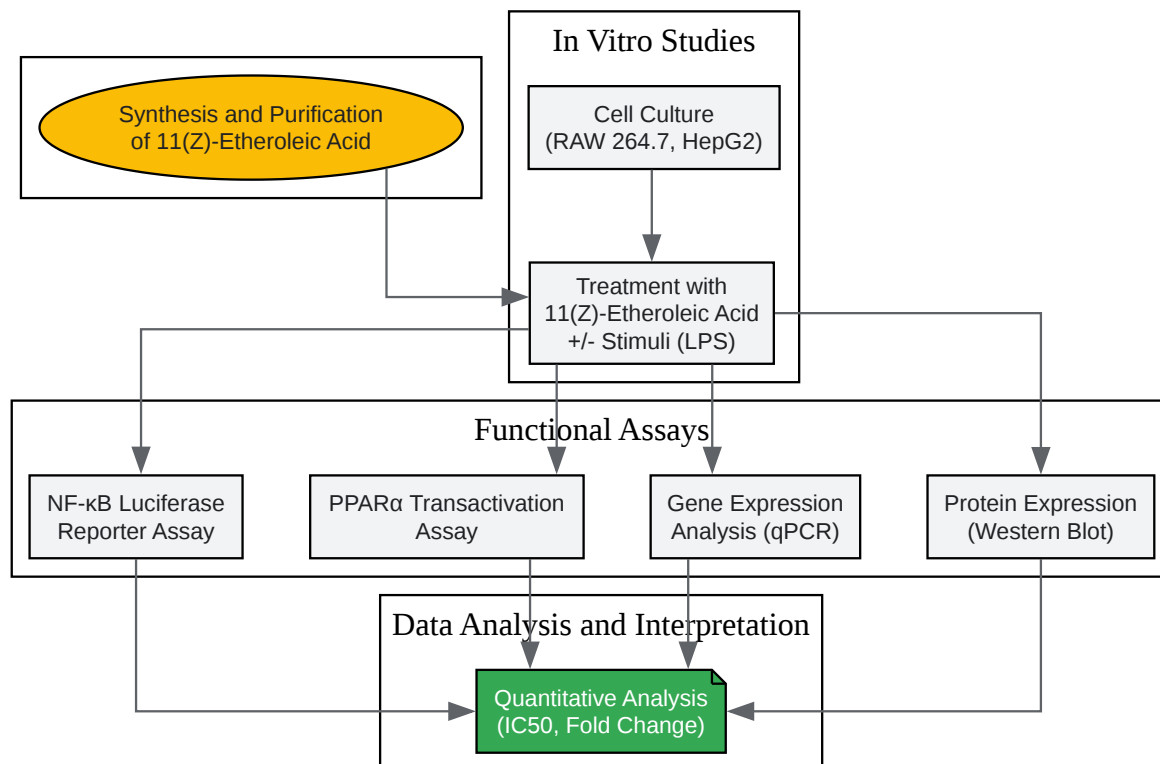 In Vitro Studies
Synthesis and Purification
of 11(Z)-Etheroleic Acid
Cell Culture
(RAW 264.7, HepG2)
Treatment with
11(Z)-Etheroleic Acid
+/- Stimuli (LPS)
Functional Assays
NF-κB Luciferase
Reporter Assay
PPARα Transactivation
Assay
Gene Expression
Analysis (qPCR)
Protein Expression
(Western Blot)
Data Analysis and Interpretation
Quantitative Analysis
(IC50, Fold Change)